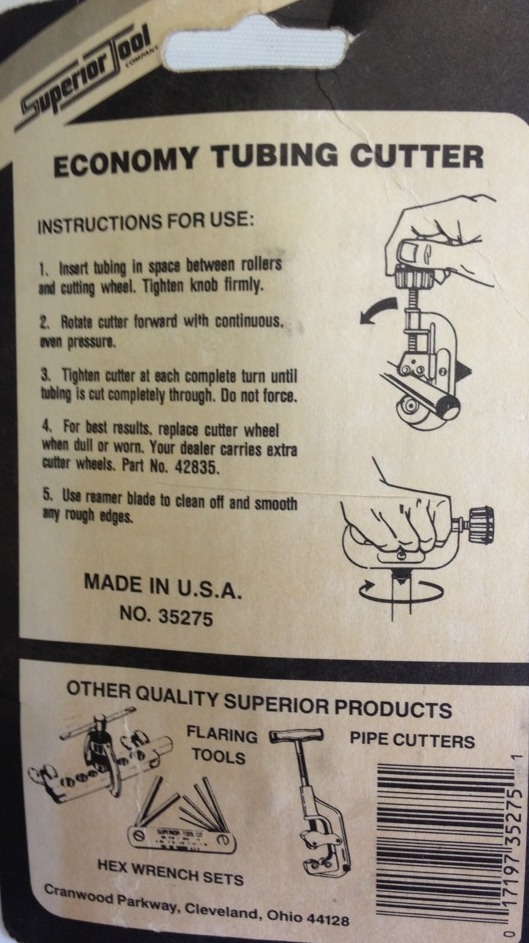 Superior Tool
COMPANY
ECONOMY TUBING CUTTER
INSTRUCTIONS FOR USE:
1. Insert tubing in space between rollers
and cutting wheel. Tighten knob firmly.
2. Rotate cutter forward with continuous,
even pressure.
3. Tighten cutter at each complete turn until
tubing is cut completely through. Do not force.
4. For best results, replace cutter wheel
when dull or worn. Your dealer carries extra
cutter wheels. Part No. 42835.
5. Use reamer blade to clean off and smooth
any rough edges.
MADE IN U.S.A.
NO. 35275
OTHER QUALITY SUPERIOR PRODUCTS
FLARING
TOOLS
PIPE CUTTERS
SUPERIOR TOOL CO
HEX WRENCH SETS
Cranwood Parkway, Cleveland, Ohio 44128
0 17197 35275 1